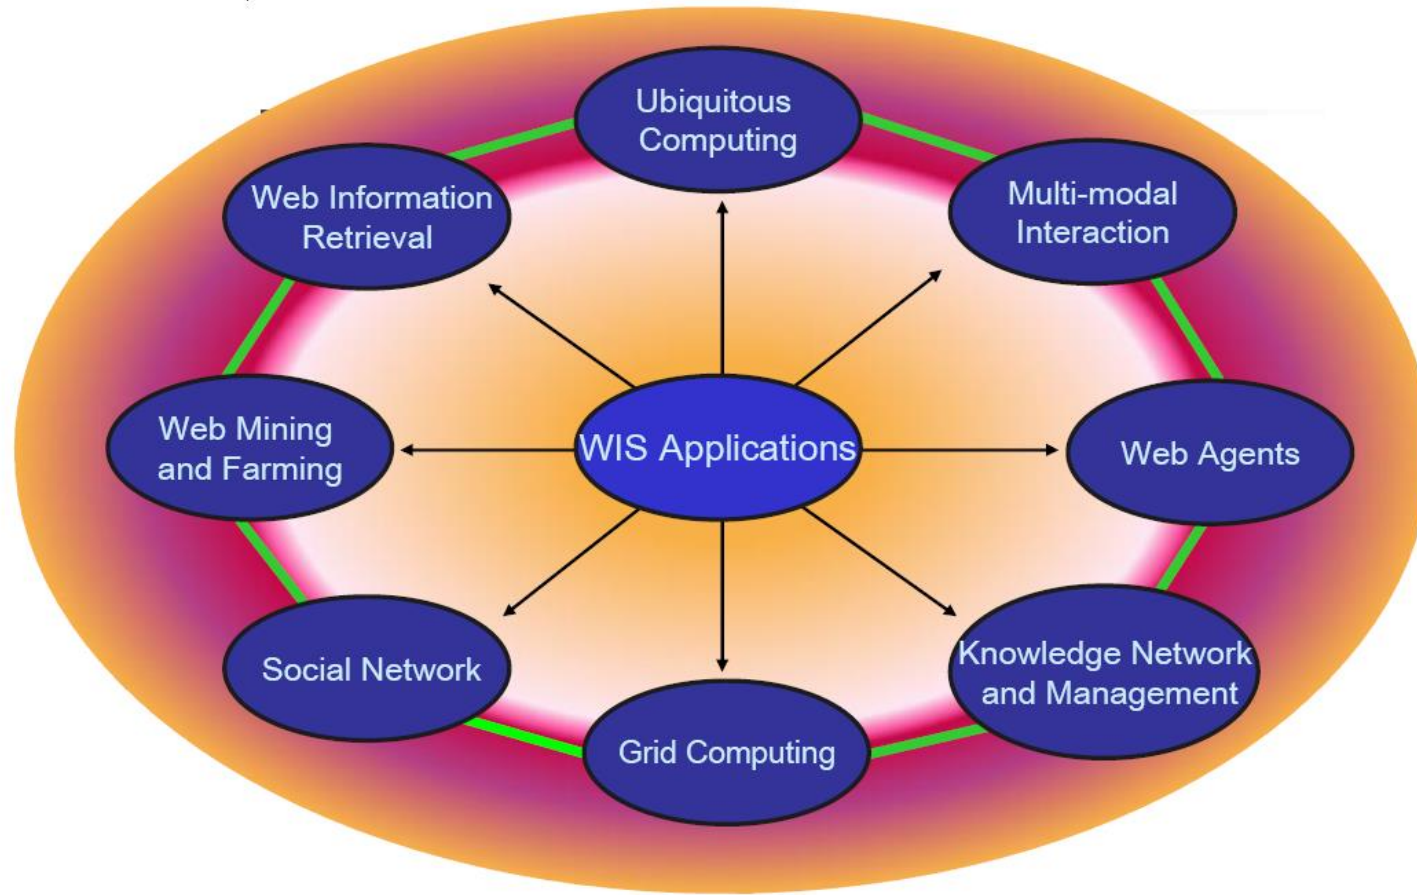 Ubiquitous
Computing
Web Information
Retrieval
Multi-modal
Interaction
Web Mining
and Farming
WIS Applications
Web Agents
Social Network
Knowledge Network
and Management
Grid Computing